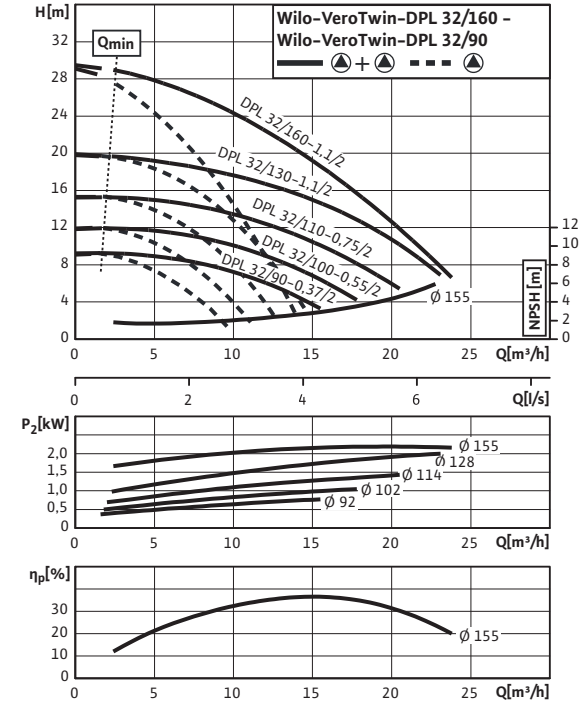 H[m]
Wilo-VeroTwin-DPL 32/160 –
Wilo-VeroTwin-DPL 32/90
+
Qmin
32
28
24
20
16
12
8
4
0
DPL 32/160-1,1/2
DPL 32/130-1,1/2
DPL 32/110-0,75/2
DPL 32/100-0,55/2
DPL 32/90-0,37/2
Ø 155
NPSH [m]
12
10
8
6
4
2
0
0 5 10 15 20 25 Q[m³/h]
0 2 4 6 Q[l/s]
P₂[kW]
2,0
1,5
1,0
0,5
0
Ø 155
Ø 128
Ø 114
Ø 102
Ø 92
0 5 10 15 20 25 Q[m³/h]
ηp[%]
30
20
10
0
Ø 155
0 5 10 15 20 25 Q[m³/h]